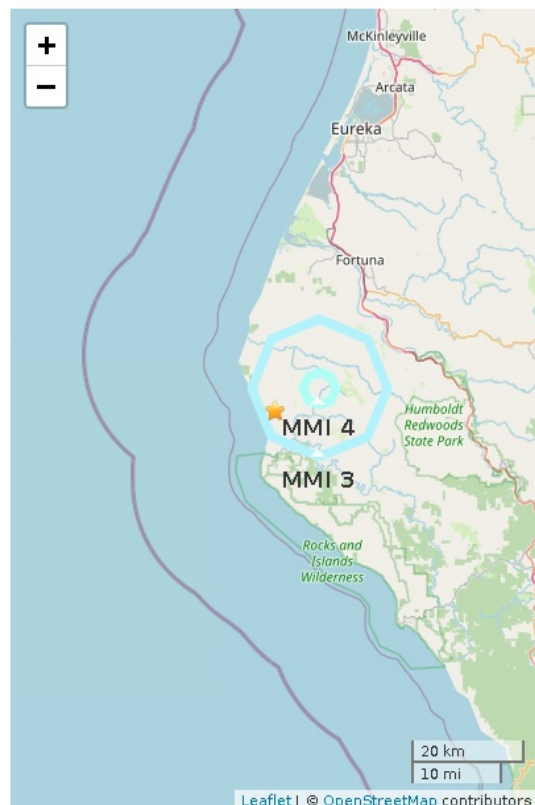 +
−
McKinleyville
Arcata
Eureka
Fortuna
MMI 4
Humboldt
Redwoods
State Park
MMI 3
Rocks and
Islands
Wilderness
20 km
10 mi
Leaflet | © OpenStreetMap contributors